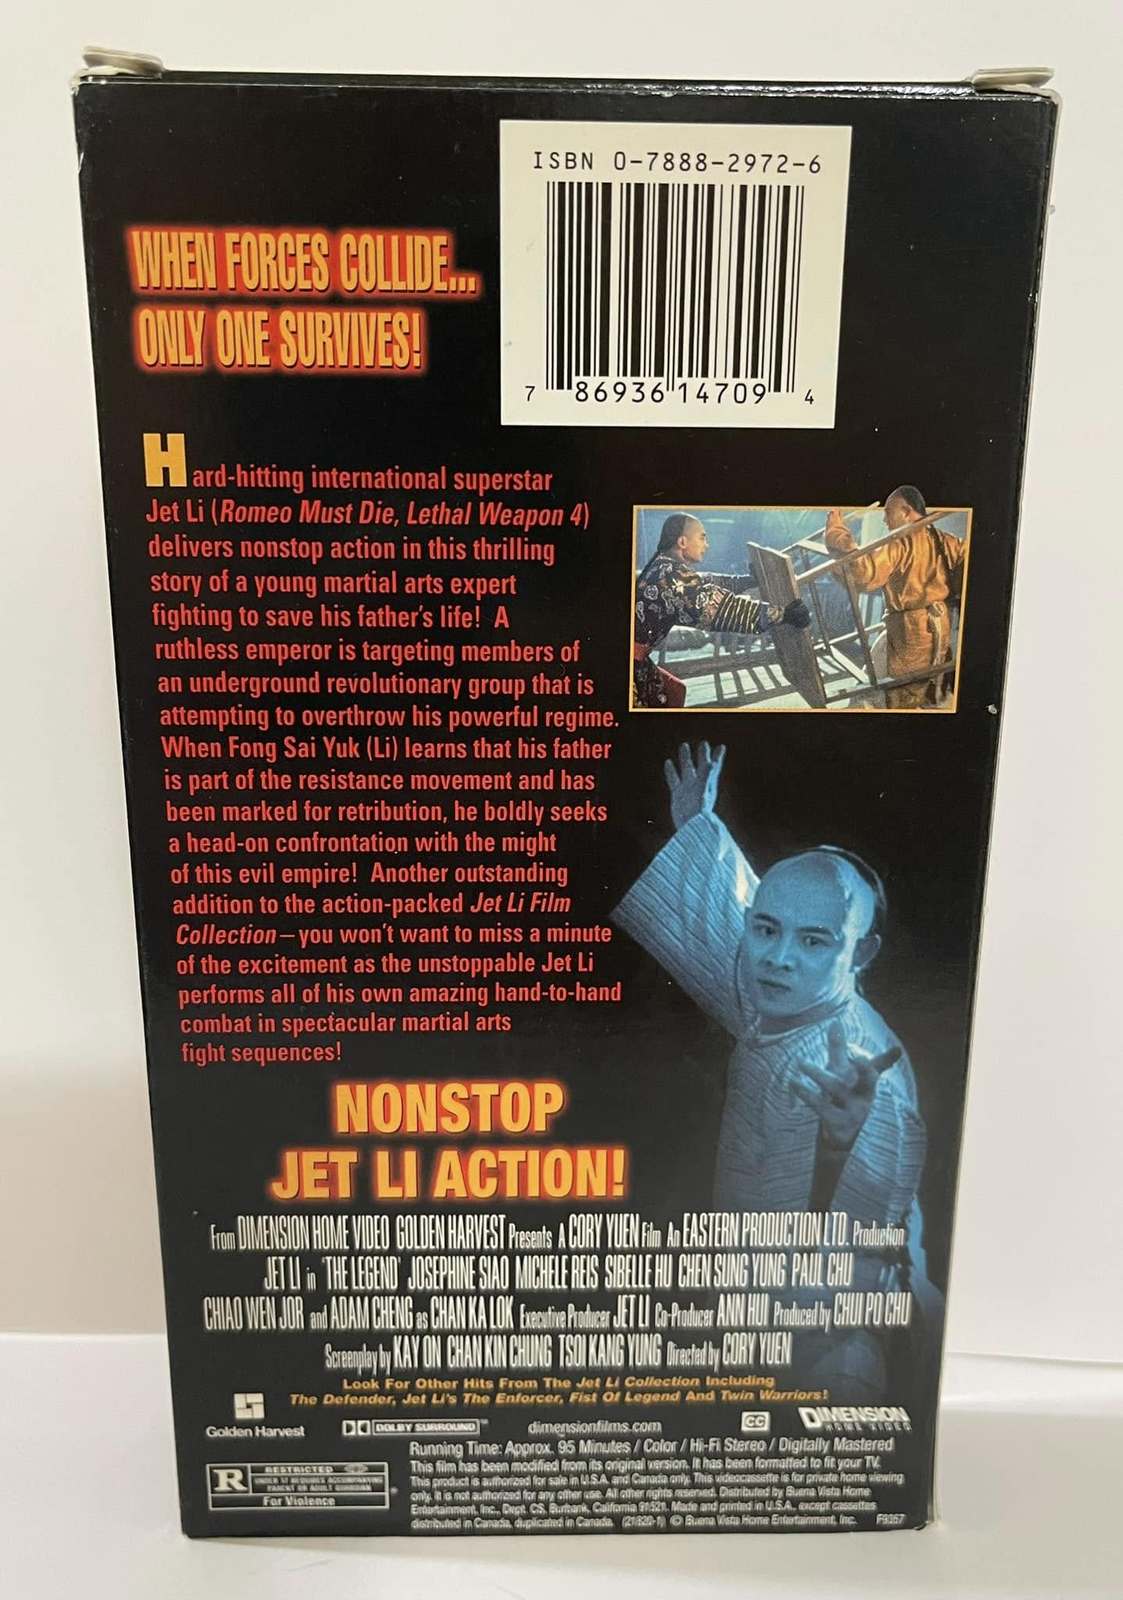 ISBN 0-7888-2972-6
7 86936 14709 4
WHEN FORCES COLLIDE...
ONLY ONE SURVIVES!
Hard-hitting international superstar
Jet Li (Romeo Must Die, Lethal Weapon 4)
delivers nonstop action in this thrilling
story of a young martial arts expert
fighting to save his father's life! A
ruthless emperor is targeting members of
an underground revolutionary group that is
attempting to overthrow his powerful regime.
When Fong Sai Yuk (Li) learns that his father
is part of the resistance movement and has
been marked for retribution, he boldly seeks
a head-on confrontation with the might
of this evil empire! Another outstanding
addition to the action-packed Jet Li Film
Collection—you won't want to miss a minute
of the excitement as the unstoppable Jet Li
performs all of his own amazing hand-to-hand
combat in spectacular martial arts
fight sequences!
NONSTOP
JET LI ACTION!
From DIMENSION HOME VIDEO GOLDEN HARVEST Presents A CORY YUEN Film An EASTERN PRODUCTION LTD. Production
JET LI in 'THE LEGEND' JOSEPHINE SIAO MICHELE REIS SIBELLE HU CHEN SUNG YUNG PAUL CHU
CHIAO WEN JOR and ADAM CHENG as CHAN KA LOK Executive Producer JET LI Co-Producer ANN HUI Produced by CHUI PO CHU
Screenplay by KAY ON CHAN KIN CHUNG TSOI KANG YUNG Directed by CORY YUEN
Look For Other Hits From The Jet Li Collection Including
The Defender, Jet Li's The Enforcer, Fist Of Legend And Twin Warriors!
Golden Harvest
DOLBY SURROUND™
dimensionfilms.com
CC
DIMENSION
HOME VIDEO
Running Time: Approx. 95 Minutes / Color / Hi-Fi Stereo / Digitally Mastered
R RESTRICTED
UNDER 17 REQUIRES ACCOMPANYING
PARENT OR ADULT GUARDIAN
For Violence
This film has been modified from its original version. It has been formatted to fit your TV.
This product is authorized for sale in U.S.A. and Canada only. This videocassette is for private home viewing
only. It is not authorized for any other use. All other rights reserved. Distributed by Buena Vista Home
Entertainment, Inc., Dept. CS, Burbank, California 91521. Made and printed in U.S.A., except cassettes
distributed in Canada, duplicated in Canada. (21820-1) © Buena Vista Home Entertainment, Inc. F9367